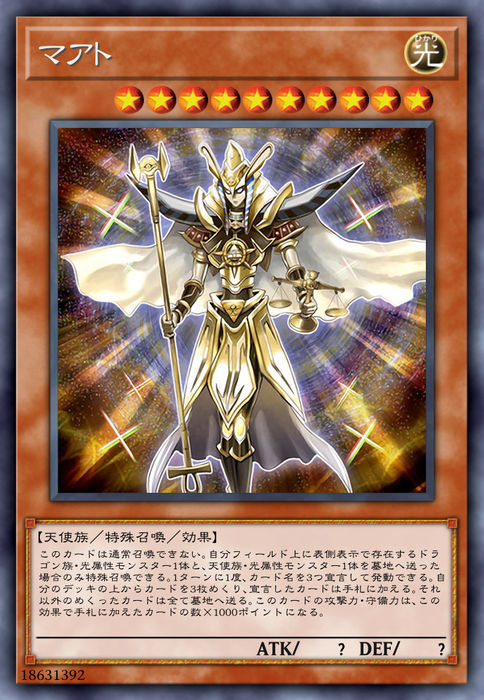 マアト
ひかり
光
【天使族／特殊召喚／効果】
このカードは通常召喚できない。自分フィールド上に表側表示で存在するドラ
ゴン族・光属性モンスター1体と、天使族・光属性モンスター1体を墓地へ送った
場合のみ特殊召喚できる。1ターンに1度、カード名を3つ宣言して発動できる。自
分のデッキの上からカードを3枚めくり、宣言したカードは手札に加える。それ
以外のめくったカードは全て墓地へ送る。このカードの攻撃力・守備力は、この
効果で手札に加えたカードの数×1000ポイントになる。
ATK/ ? DEF/ ?
18631392